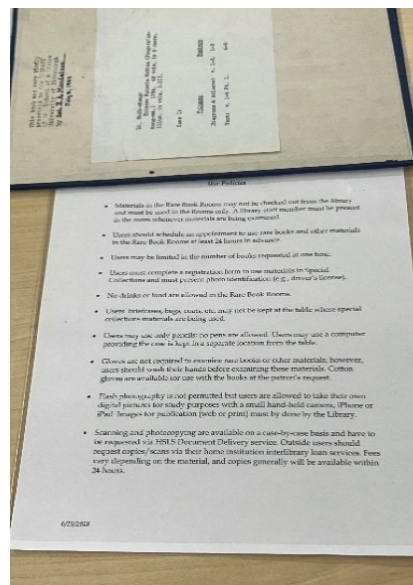 Use Policies
• Materials in the Rare Book Rooms may not be checked out from the library
and must be used in the Rooms only. A library staff member must be present
in the room whenever materials are being examined
• Users should schedule an appointment to use rare books and other materials
in the Rare Book Rooms at least 24 hours in advance.
• Users may be limited in the number of books requested at one time.
• Users must complete a registration form to use materials in Special
Collections and must present photo identification (e.g., driver's license).
• No drinks or food are allowed in the Rare Book Rooms.
• Users' briefcases, bags, coats, etc. may not be kept at the table where special
collections materials are being used.
• Users may use only pencils; no pens are allowed. Users may use a computer
providing the case is kept in a separate location from the table.
• Gloves are not required to examine rare books or other materials; however,
users should wash their hands before examining these materials. Cotton
gloves are available for use with the books at the patron's request.
• Flash photography is not permitted but users are allowed to take their own
digital pictures for study purposes with a small hand-held camera, iPhone or
iPad. Images for publication (web or print) must be done by the Library.
• Scanning and photocopying are available on a case-by-case basis and have to
be requested via HSLS Document Delivery service. Outside users should
request copies/scans via their home institution interlibrary loan services. Fees
vary depending on the material, and copies generally will be available within
24 hours.